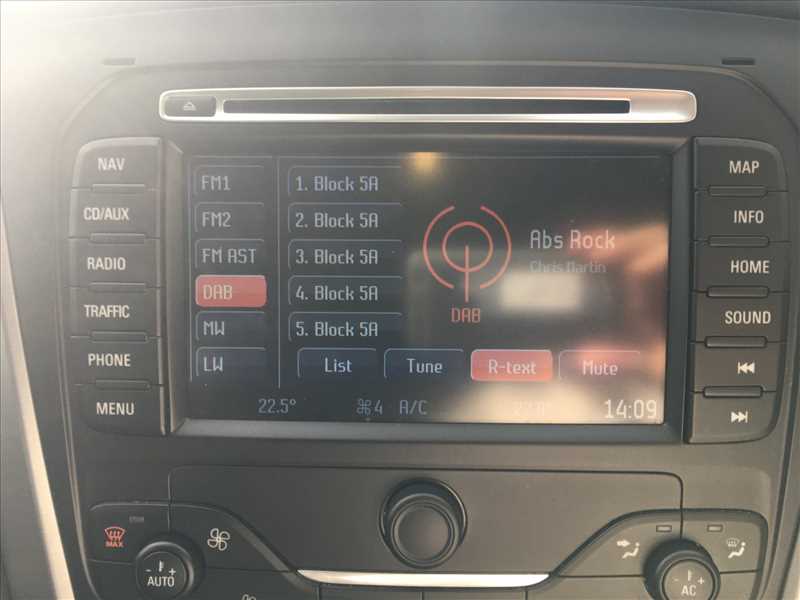 NAV
CD/AUX
RADIO
TRAFFIC
PHONE
MENU
FM1
FM2
FM AST
DAB
MW
LW
1. Block 5A
2. Block 5A
3. Block 5A
4. Block 5A
5. Block 5A
DAB
Abs Rock
Chris Martin
List
Tune
R-text
Mute
22.5°
4
A/C
14:09
MAP
INFO
HOME
SOUND
MAX
- +
AUTO
- +
AC